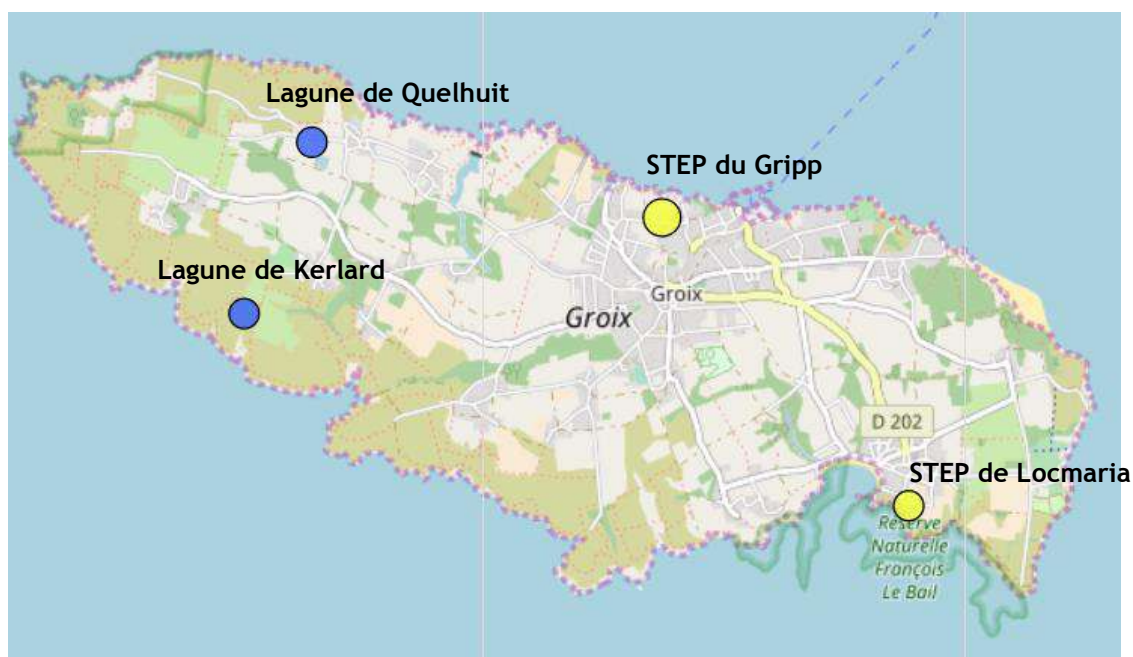 Lagune de Quelhuit
STEP du Gripp
Lagune de Kerlard
Groix
Groix
D 202
STEP de Locmaria
Reserve
Naturelle
François
Le Bail